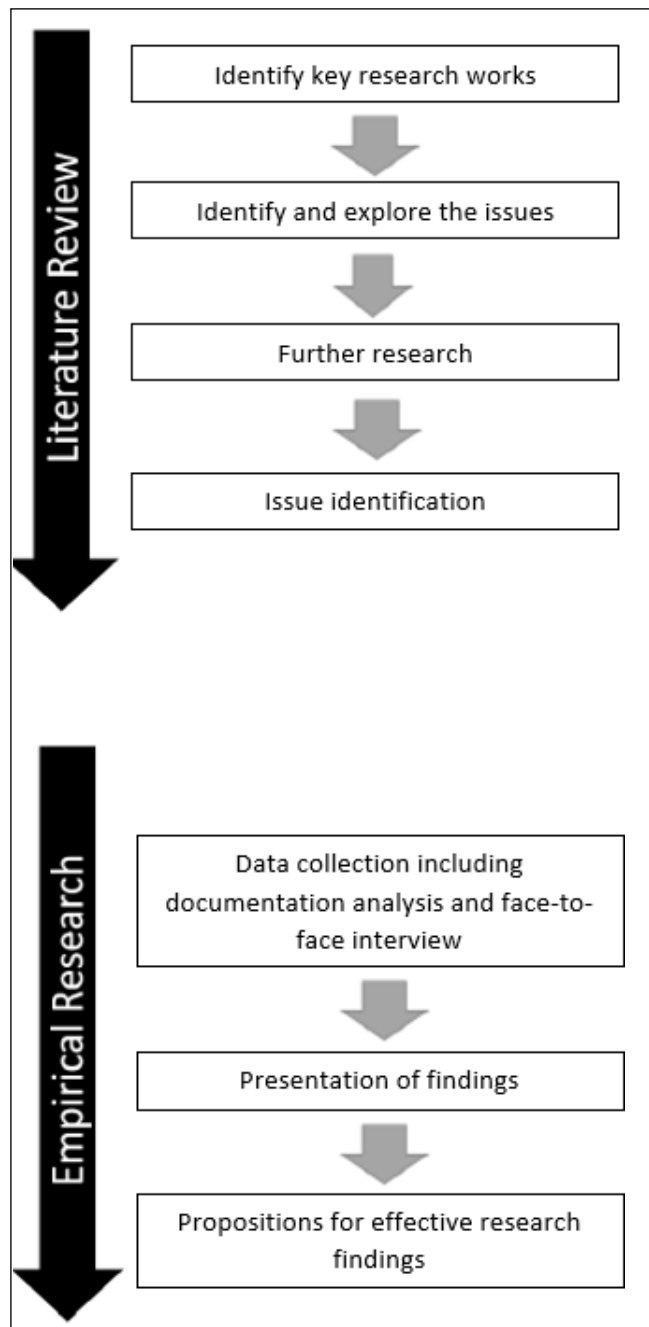 Literature Review
Identify key research works
Identify and explore the issues
Further research
Issue identification
Empirical Research
Data collection including
documentation analysis and face-to-
face interview
Presentation of findings
Propositions for effective research
findings